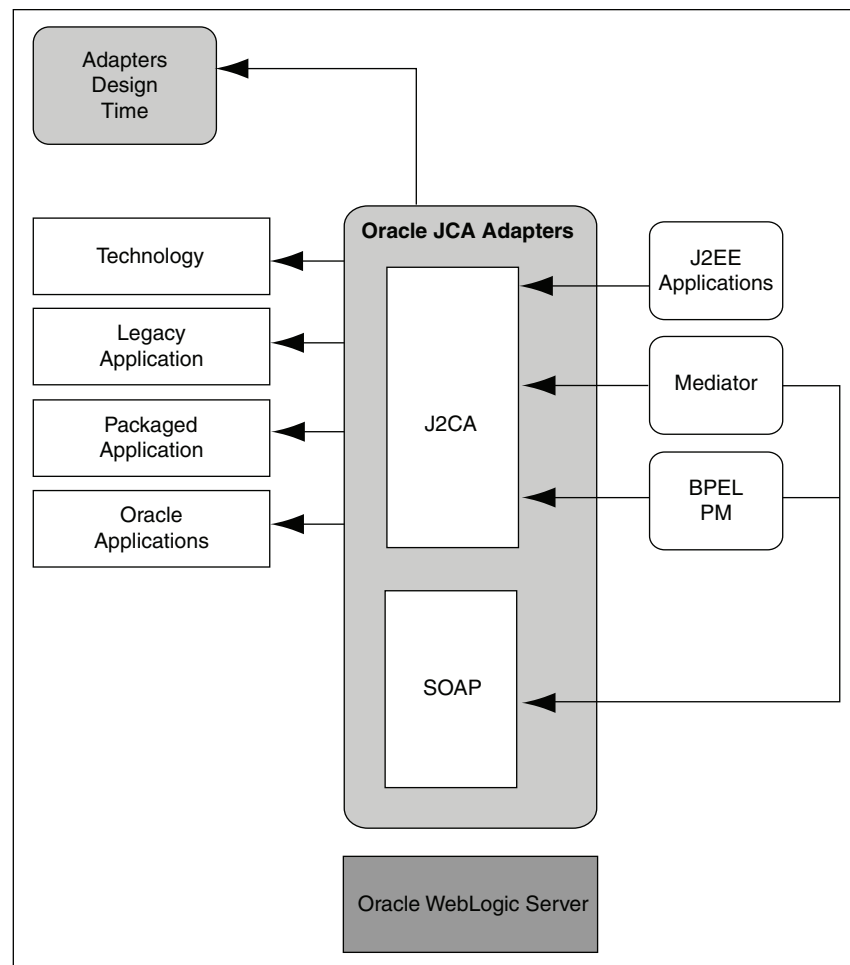 Adapters
Design
Time
Oracle JCA Adapters
Technology
J2EE
Applications
Legacy
Application
Mediator
Packaged
Application
J2CA
BPEL
PM
Oracle
Applications
SOAP
Oracle WebLogic Server